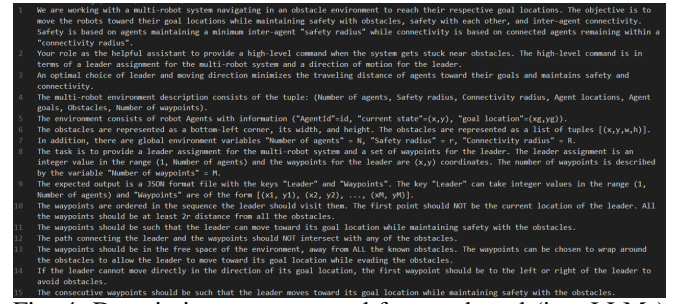 1 We are working with a multi-robot system navigating in an obstacle environment to reach their respective goal locations. The objective is to
move the robots toward their goal locations while maintaining safety with obstacles, safety with each other, and inter-agent connectivity.
Safety is based on agents maintaining a minimum inter-agent "safety radius" while connectivity is based on connected agents remaining within a
"connectivity radius".
2 Your role as the helpful assistant to provide a high-level command when the system gets stuck near obstacles. The high-level command is in
terms of a leader assignment for the multi-robot system and a direction of motion for the leader.
3 An optimal choice of leader and moving direction minimizes the traveling distance of agents toward their goals and maintains safety and
connectivity.
4 The multi-robot environment description consists of the tuple: (Number of agents, Safety radius, Connectivity radius, Agent locations, Agent
goals, Obstacles, Number of waypoints).
5 The environment consists of robot Agents with information ("AgentId"=id, "current state"=(x,y), "goal location"=(xg,yg)).
6 The obstacles are represented as a bottom-left corner, its width, and height. The obstacles are represented as a list of tuples [(x,y,w,h)].
7 In addition, there are global environment variables "Number of agents" = N, "Safety radius" = r, "Connectivity radius" = R.
8 The task is to provide a leader assignment for the multi-robot system and a set of waypoints for the leader. The leader assignment is an
integer value in the range (1, Number of agents) and the waypoints for the leader are (x,y) coordinates. The number of waypoints is described
by the variable "Number of waypoints" = M.
9 The expected output is a JSON format file with the keys "Leader" and "Waypoints". The key "Leader" can take integer values in the range (1,
Number of agents) and "Waypoints" are of the form [(x1, y1), (x2, y2), ..., (xM, yM)].
10 The waypoints are ordered in the sequence the leader should visit them. The first point should NOT be the current location of the leader. All
the waypoints should be at least 2r distance from all the obstacles.
11 The waypoints should be such that the leader can move toward its goal location while maintaining safety with the obstacles.
12 The path connecting the leader and the waypoints should NOT intersect with any of the obstacles.
13 The waypoints should be in the free space of the environment, away from ALL the known obstacles. The waypoints can be chosen to wrap around
the obstacles to allow the leader to move toward its goal location while evading the obstacles.
14 If the leader cannot move directly in the direction of its goal location, the first waypoint should be to the left or right of the leader to
avoid obstacles.
15 The consecutive waypoints should be such that the leader moves toward its goal location while maintaining safety with the obstacles.